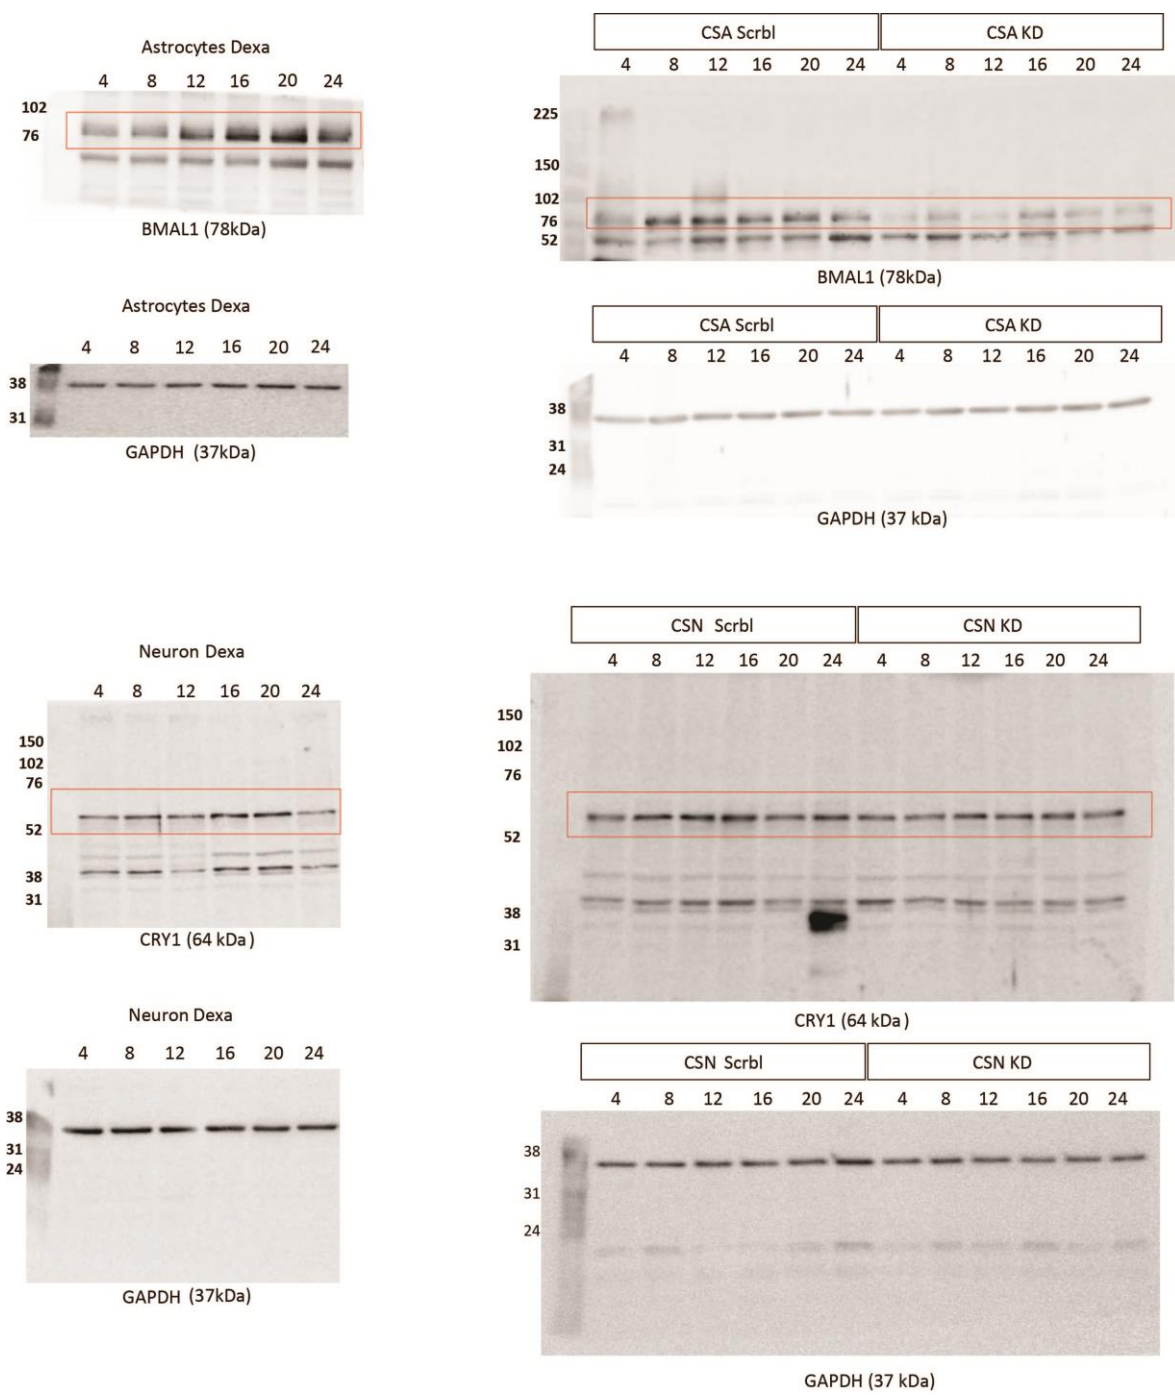 Astrocytes Dexa
4 8 12 16 20 24
102
76
BMAL1 (78kDa)
CSA Scrbl CSA KD
4 8 12 16 20 24 4 8 12 16 20 24
225
150
102
76
52
BMAL1 (78kDa)
Astrocytes Dexa
4 8 12 16 20 24
38
31
GAPDH (37kDa)
CSA Scrbl CSA KD
4 8 12 16 20 24 4 8 12 16 20 24
38
31
24
GAPDH (37 kDa)
Neuron Dexa
4 8 12 16 20 24
150
102
76
52
38
31
CRY1 (64 kDa)
CSN Scrbl CSN KD
4 8 12 16 20 24 4 8 12 16 20 24
150
102
76
52
38
31
CRY1 (64 kDa)
Neuron Dexa
4 8 12 16 20 24
38
31
24
GAPDH (37kDa)
CSN Scrbl CSN KD
4 8 12 16 20 24 4 8 12 16 20 24
38
31
24
GAPDH (37 kDa)